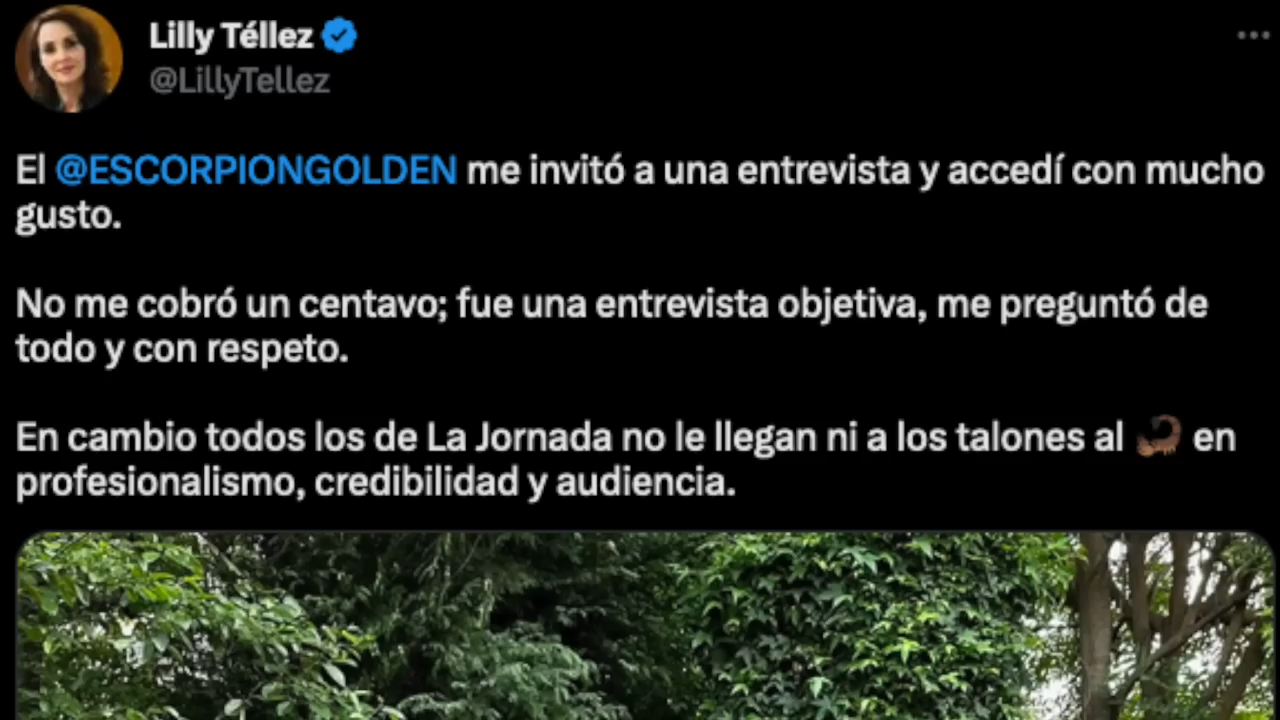 Lilly Téllez
@LillyTellez
El @ESCORPIONGOLDEN me invitó a una entrevista y accedí con mucho
gusto.
No me cobró un centavo; fue una entrevista objetiva, me preguntó de
todo y con respeto.
En cambio todos los de La Jornada no le llegan ni a los talones al 🦂 en
profesionalismo, credibilidad y audiencia.